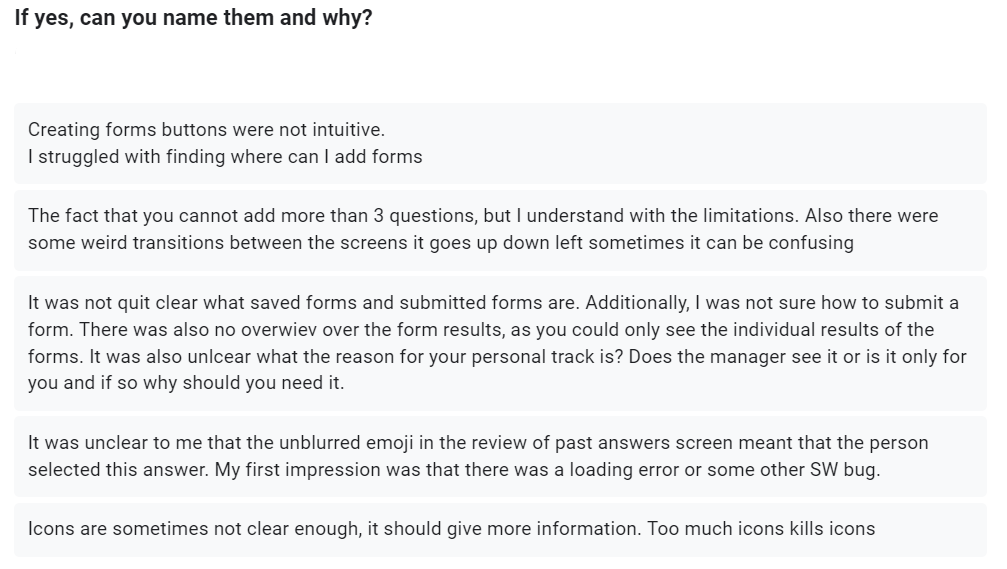 If yes, can you name them and why?
Creating forms buttons were not intuitive.
I struggled with finding where can I add forms
The fact that you cannot add more than 3 questions, but I understand with the limitations. Also there were
some weird transitions between the screens it goes up down left sometimes it can be confusing
It was not quit clear what saved forms and submitted forms are. Additionally, I was not sure how to submit a
form. There was also no overwiev over the form results, as you could only see the individual results of the
forms. It was also unlcear what the reason for your personal track is? Does the manager see it or is it only for
you and if so why should you need it.
It was unclear to me that the unblurred emoji in the review of past answers screen meant that the person
selected this answer. My first impression was that there was a loading error or some other SW bug.
Icons are sometimes not clear enough, it should give more information. Too much icons kills icons